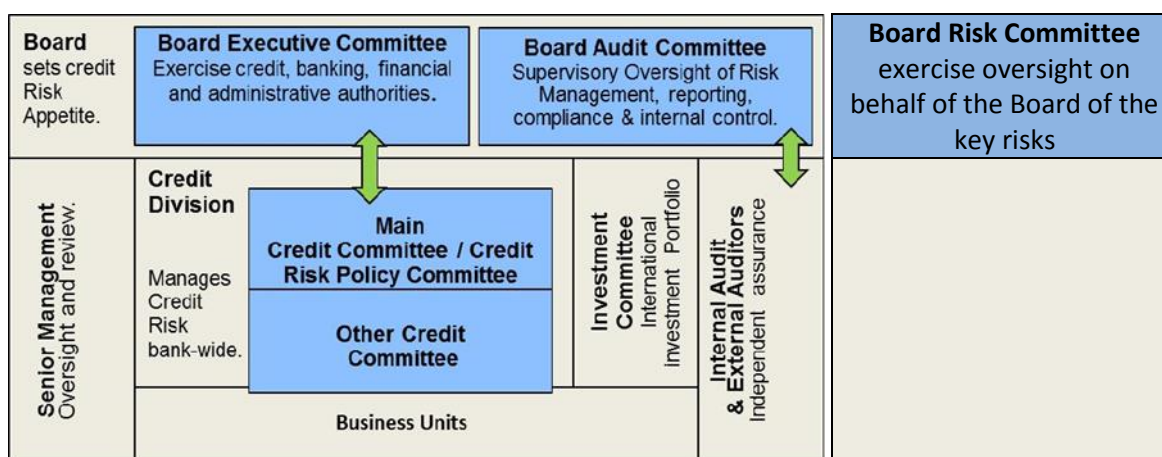 Board
sets credit
Risk
Appetite.
Board Executive Committee
Exercise credit, banking, financial
and administrative authorities.
Board Audit Committee
Supervisory Oversight of Risk
Management, reporting,
compliance & internal control.
Board Risk Committee
exercise oversight on
behalf of the Board of the
key risks
Senior Management
Oversight and review.
Credit
Division
Manages
Credit
Risk
bank-wide.
Main
Credit Committee / Credit
Risk Policy Committee
Other Credit
Committee
Investment
Committee
International
investment Portfolio
Internal Audit
& External Auditors
Independent assurance
Business Units